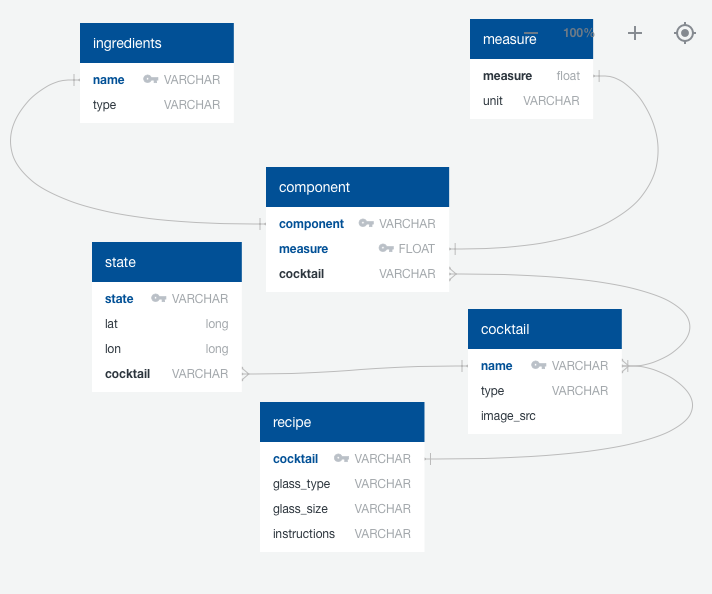 ingredients
name VARCHAR
type VARCHAR
measure
100%
measure float
unit VARCHAR
component
component VARCHAR
measure FLOAT
cocktail VARCHAR
state
state VARCHAR
lat long
lon long
cocktail VARCHAR
cocktail
name VARCHAR
type VARCHAR
image_src
recipe
cocktail VARCHAR
glass_type VARCHAR
glass_size VARCHAR
instructions VARCHAR